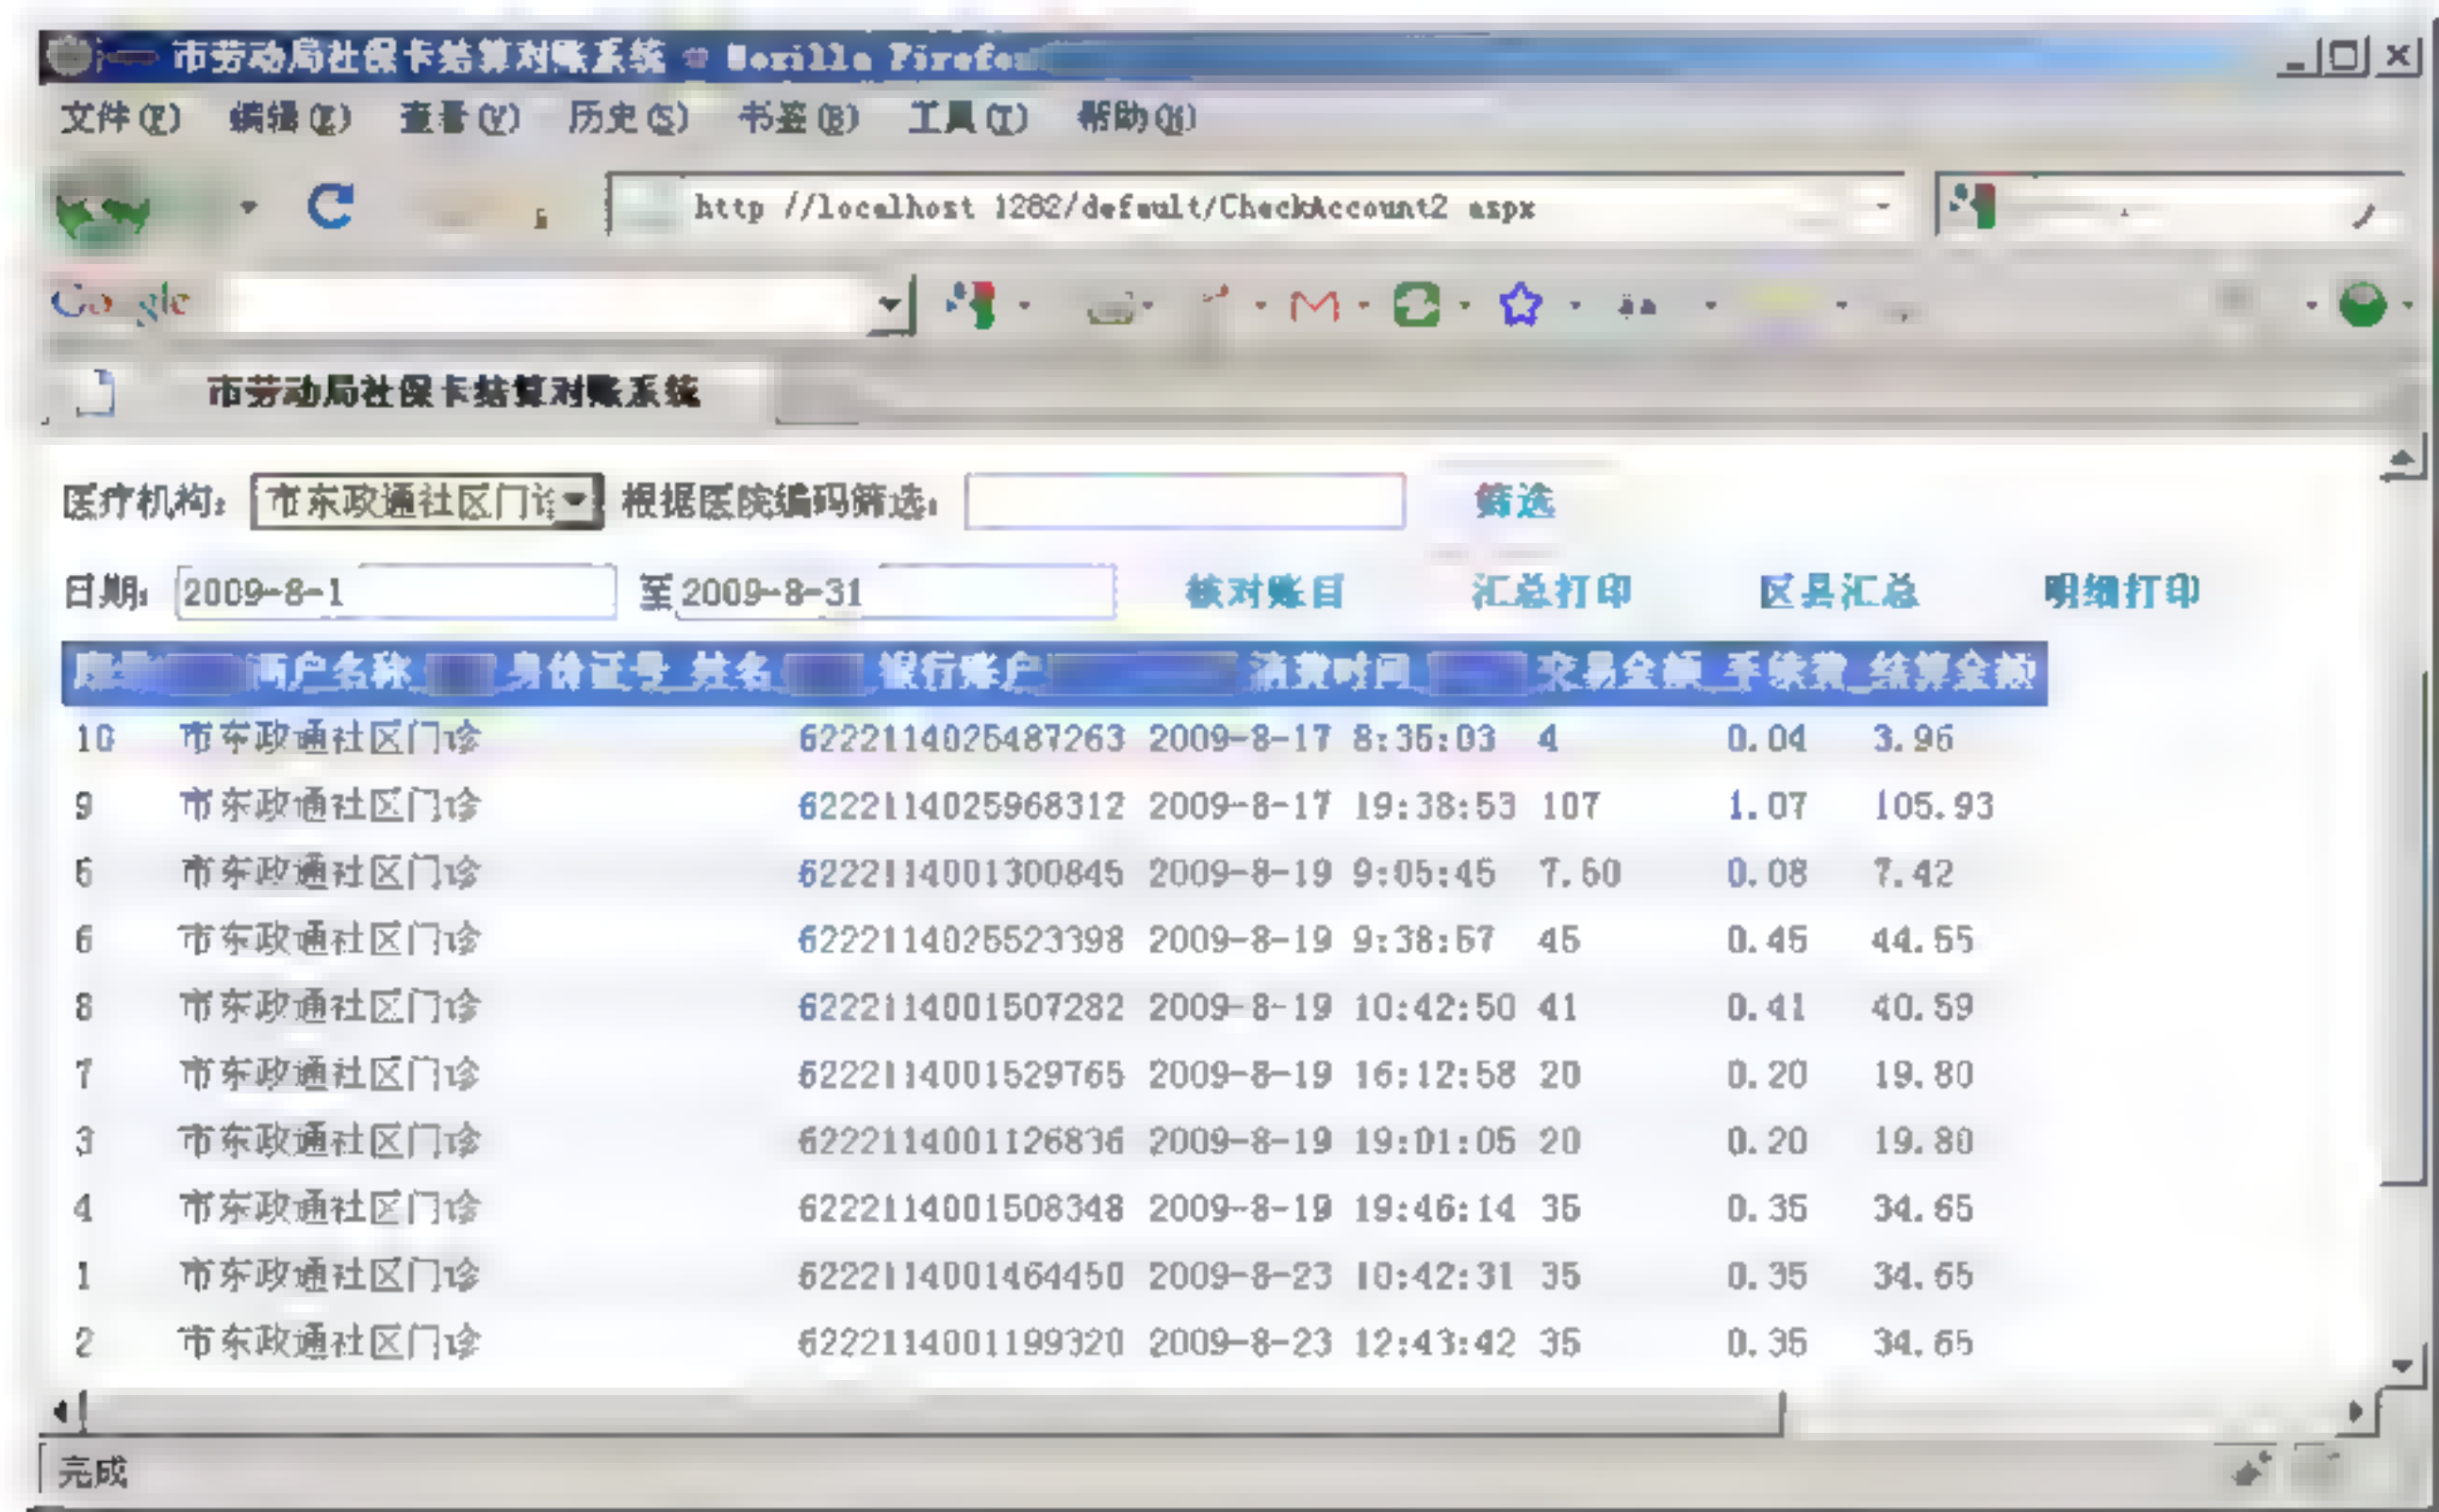 市劳动局社保卡结算对账系统 - Mozilla Firefox
文件(F) 编辑(E) 查看(V) 历史(S) 书签(B) 工具(T) 帮助(H)
http://localhost:1282/default/CheckAccount2.aspx
Google
市劳动局社保卡结算对账系统
医疗机构: 市东政通社区门诊 根据医院编码筛选: 筛选
日期: 2009-8-1 至 2009-8-31 核对账目 汇总打印 区县汇总 明细打印
序号 商户名称 身份证号 姓名 银行账户 消费时间 交易金额 手续费 结算金额
10 市东政通社区门诊 6222114025487263 2009-8-17 8:35:03 4 0.04 3.96
9 市东政通社区门诊 6222114025968312 2009-8-17 19:38:53 107 1.07 105.93
5 市东政通社区门诊 6222114001300845 2009-8-19 9:05:45 7.50 0.08 7.42
6 市东政通社区门诊 6222114025523398 2009-8-19 9:38:57 45 0.45 44.55
8 市东政通社区门诊 6222114001507282 2009-8-19 10:42:50 41 0.41 40.59
7 市东政通社区门诊 6222114001529765 2009-8-19 16:12:58 20 0.20 19.80
3 市东政通社区门诊 6222114001126836 2009-8-19 19:01:05 20 0.20 19.80
4 市东政通社区门诊 6222114001508348 2009-8-19 19:46:14 35 0.35 34.65
1 市东政通社区门诊 6222114001464450 2009-8-23 10:42:31 35 0.35 34.65
2 市东政通社区门诊 6222114001199320 2009-8-23 12:43:42 35 0.35 34.65
完成